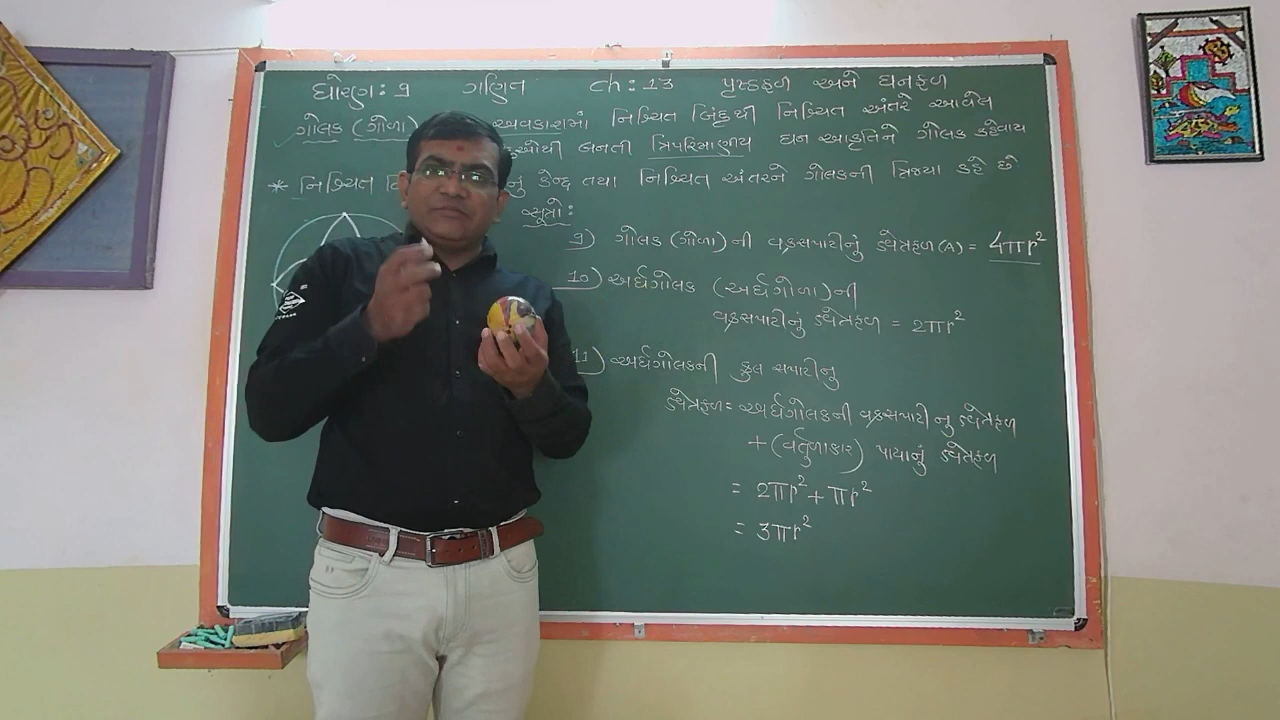 ધોરણ: ૯ ગણિત ch: 13 પૃષ્ઠફળ અને ઘનફળ
ગોલક (ગોળા) અવકાશમાં નિશ્ચિત બિંદુથી નિશ્ચિત અંતરે આવેલ
બનતી ત્રિપરિમાણીય ઘન આકૃતિને ગોલક કહેવાય
* નિશ્ચિત કેન્દ્ર તથા નિશ્ચિત અંતરને ગોલકની ત્રિજ્યા કહે છે
સૂત્રો:
૯) ગોલક (ગોળા) ની વક્રસપાટીનું ક્ષેત્રફળ (A) = 4πr²
10) અર્ધગોલક (અર્ધગોળા) ની
વક્રસપાટીનું ક્ષેત્રફળ = 2πr²
11) અર્ધગોલકની કુલ સપાટીનુ
ક્ષેત્રફળ = અર્ધગોલકની વક્રસપાટી નુ ક્ષેત્રફળ
+ (વર્તુળાકાર) પાયાનું ક્ષેત્રફળ
= 2πr² + πr²
= 3πr²